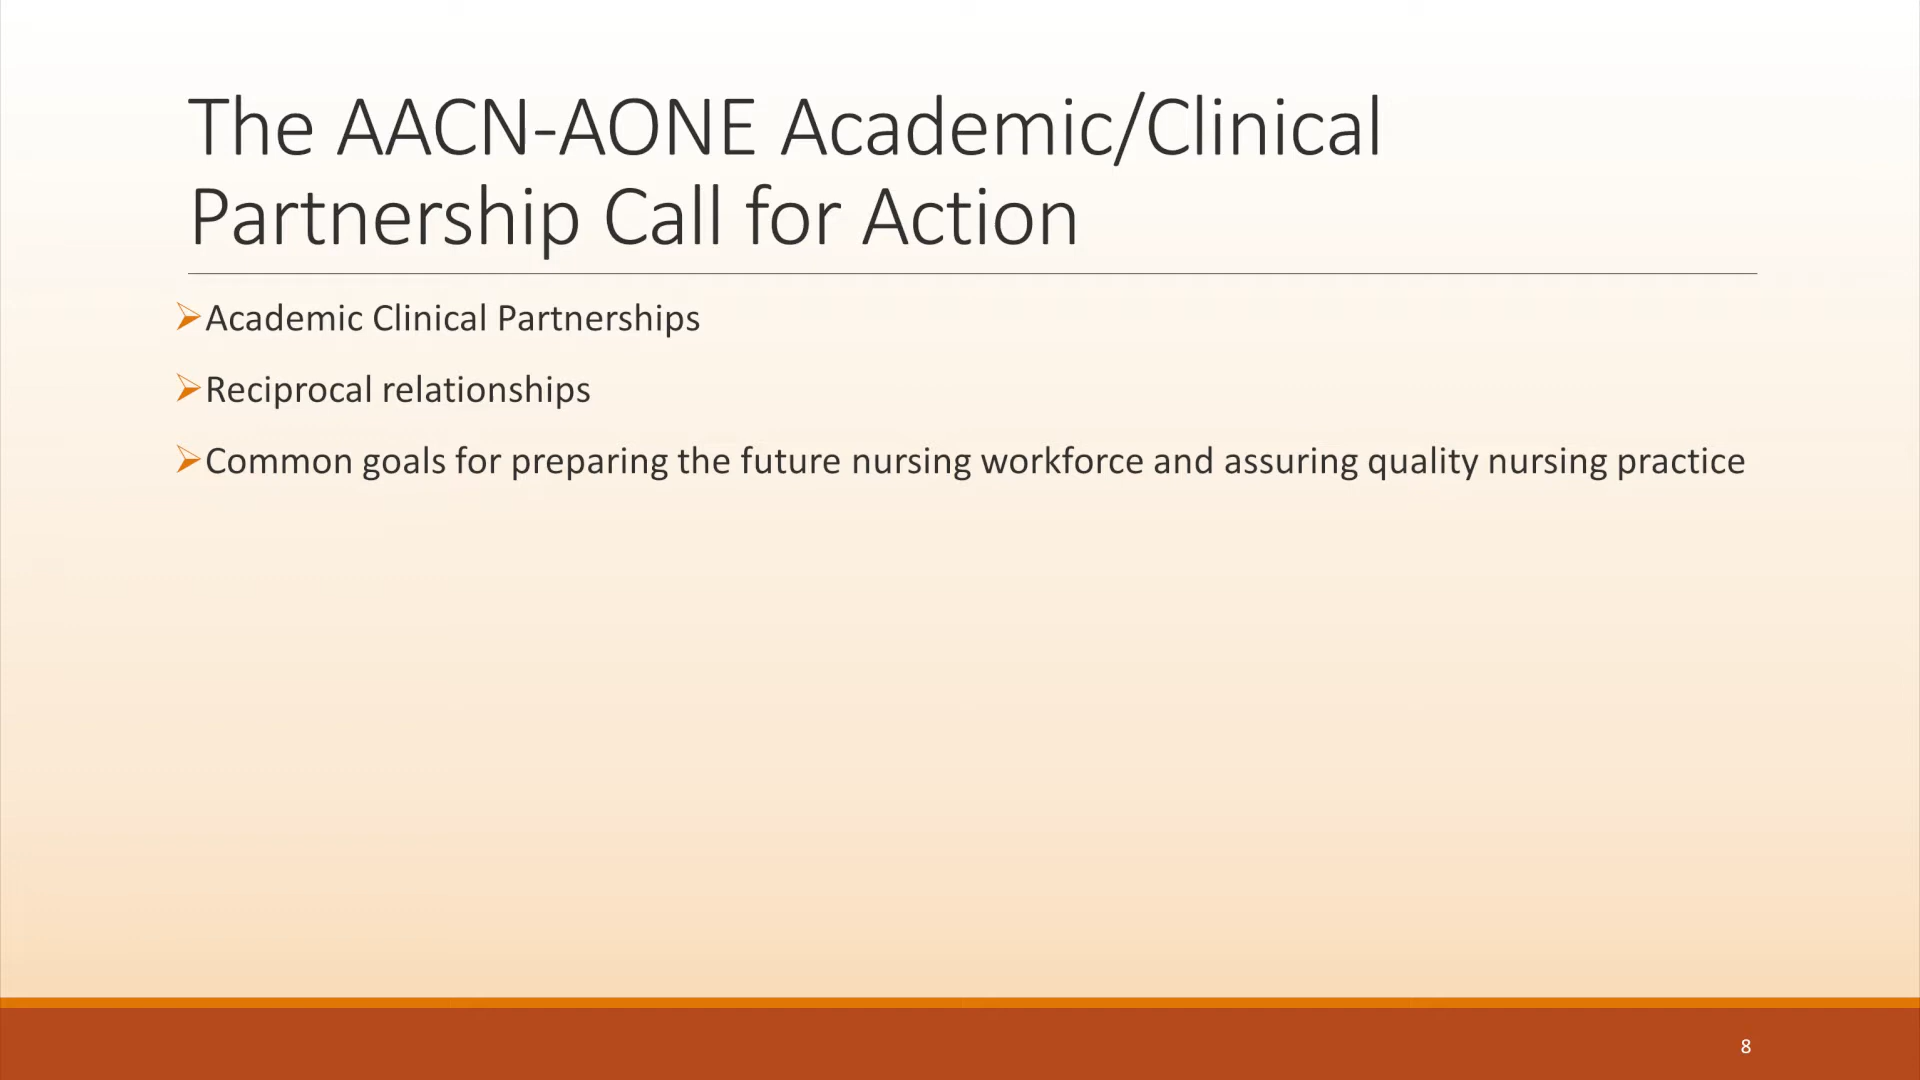 The AACN-AONE Academic/Clinical
Partnership Call for Action
Academic Clinical Partnerships
Reciprocal relationships
Common goals for preparing the future nursing workforce and assuring quality nursing practice
8